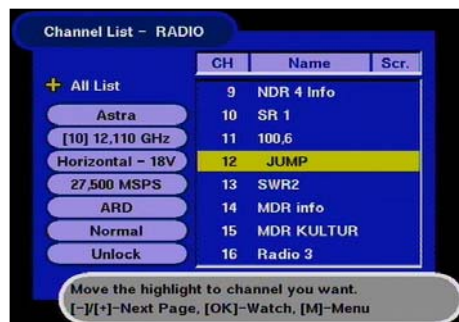 Channel List - RADIO
CH Name Scr.
All List
Astra
[10] 12,110 GHz
Horizontal - 18V
27,500 MSPS
ARD
Normal
Unlock
9 NDR 4 Info
10 SR 1
11 100,6
12 JUMP
13 SWR2
14 MDR info
15 MDR KULTUR
16 Radio 3
Move the highlight to channel you want.
[-]/[+]-Next Page, [OK]-Watch, [M]-Menu